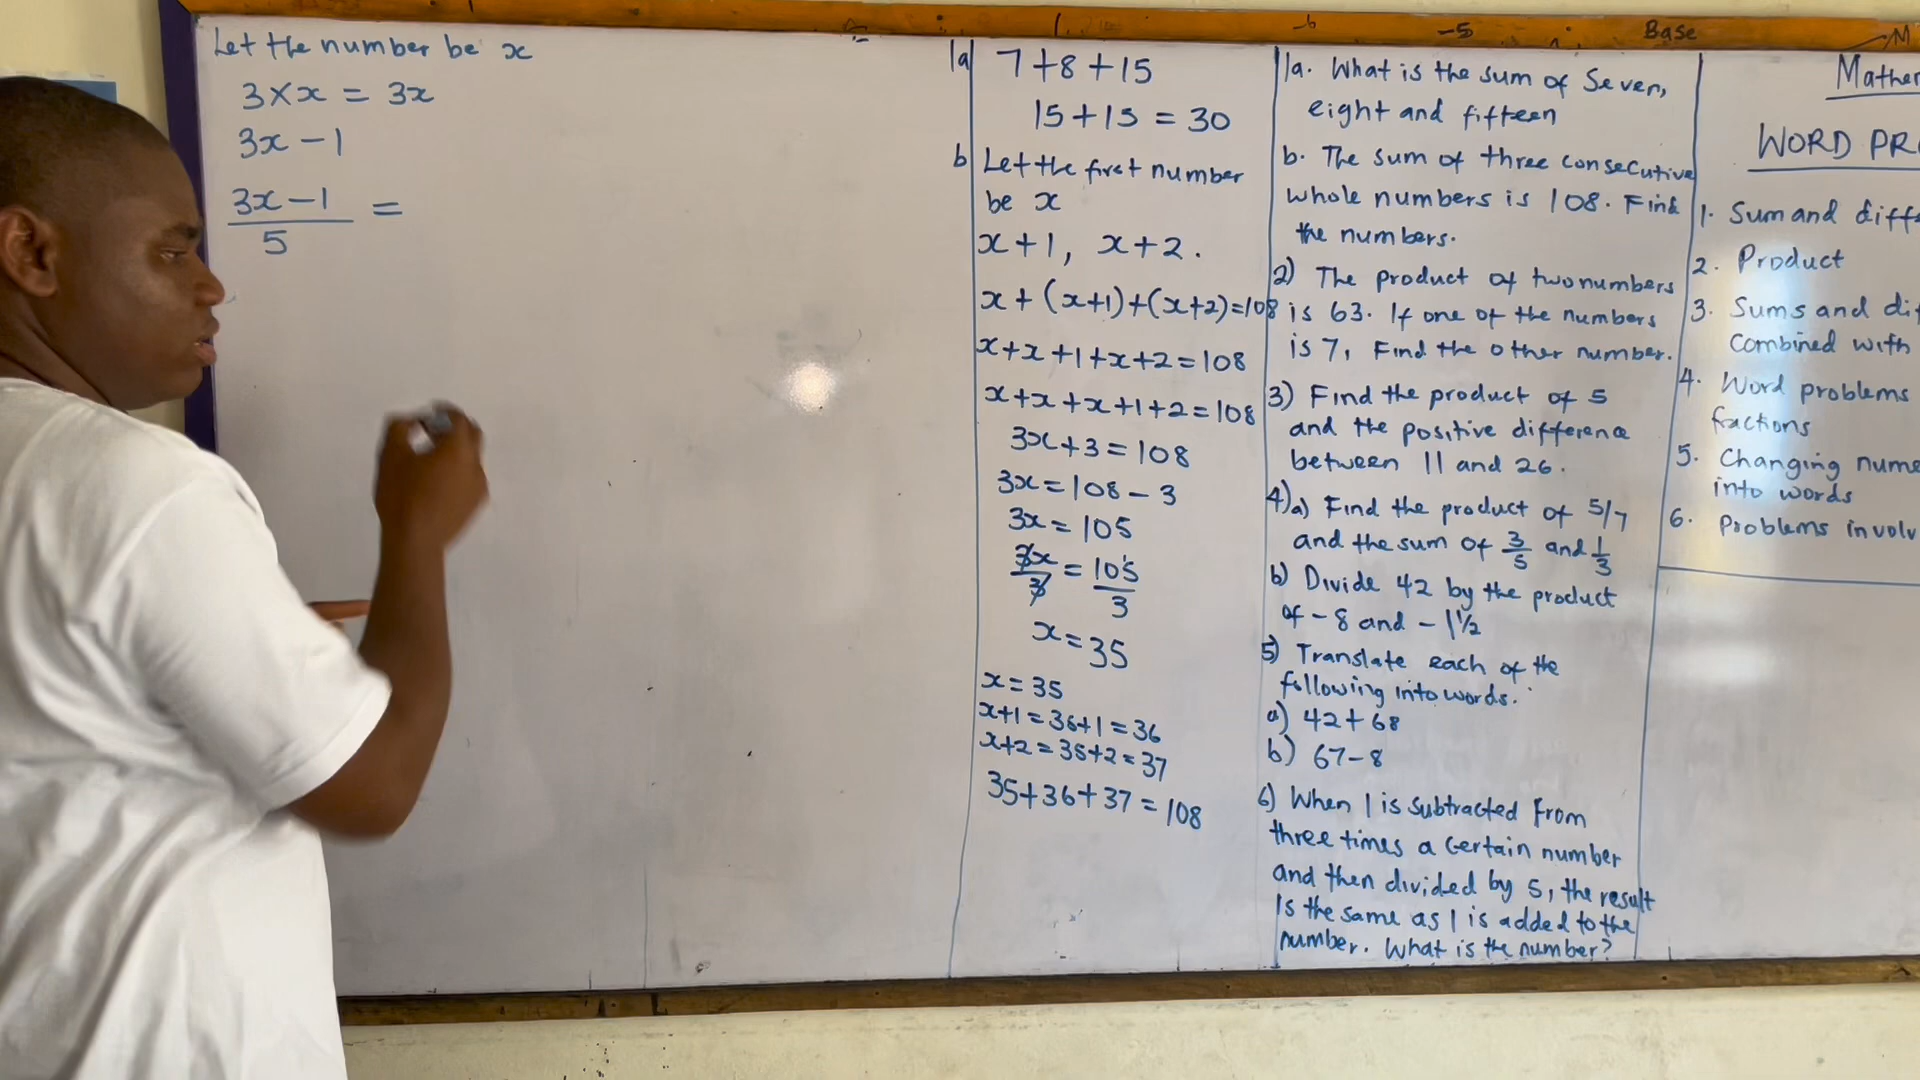 Let the number be x
3 × x = 3x
3x - 1
3x - 1 / 5 =
1a 7 + 8 + 15
15 + 15 = 30
b Let the first number
be x
x + 1, x + 2.
x + (x+1) + (x+2) = 108
x + x + 1 + x + 2 = 108
x + x + x + 1 + 2 = 108
3x + 3 = 108
3x = 108 - 3
3x = 105
3x/3 = 105/3
x = 35
x = 35
x+1 = 35+1 = 36
x+2 = 35+2 = 37
35 + 36 + 37 = 108
-6 -5 Base M
1a. What is the sum of Seven,
eight and fifteen
b. The sum of three consecutive
whole numbers is 108. Find
the numbers.
2) The product of two numbers
is 63. If one of the numbers
is 7, Find the other number.
3) Find the product of 5
and the positive difference
between 11 and 26.
4) a) Find the product of 5/7
and the sum of 3/5 and 1/3
b) Divide 42 by the product
of - 8 and - 1 1/2
5) Translate each of the
following into words.
a) 42 + 68
b) 67 - 8
6) When 1 is subtracted from
three times a certain number
and then divided by 5, the result
is the same as 1 is added to the
number. What is the number?
Mather
WORD PR
1. Sum and diff
2. Product
3. Sums and di
Combined with
4. Word problems
fractions
5. Changing nume
into words
6. Problems involv